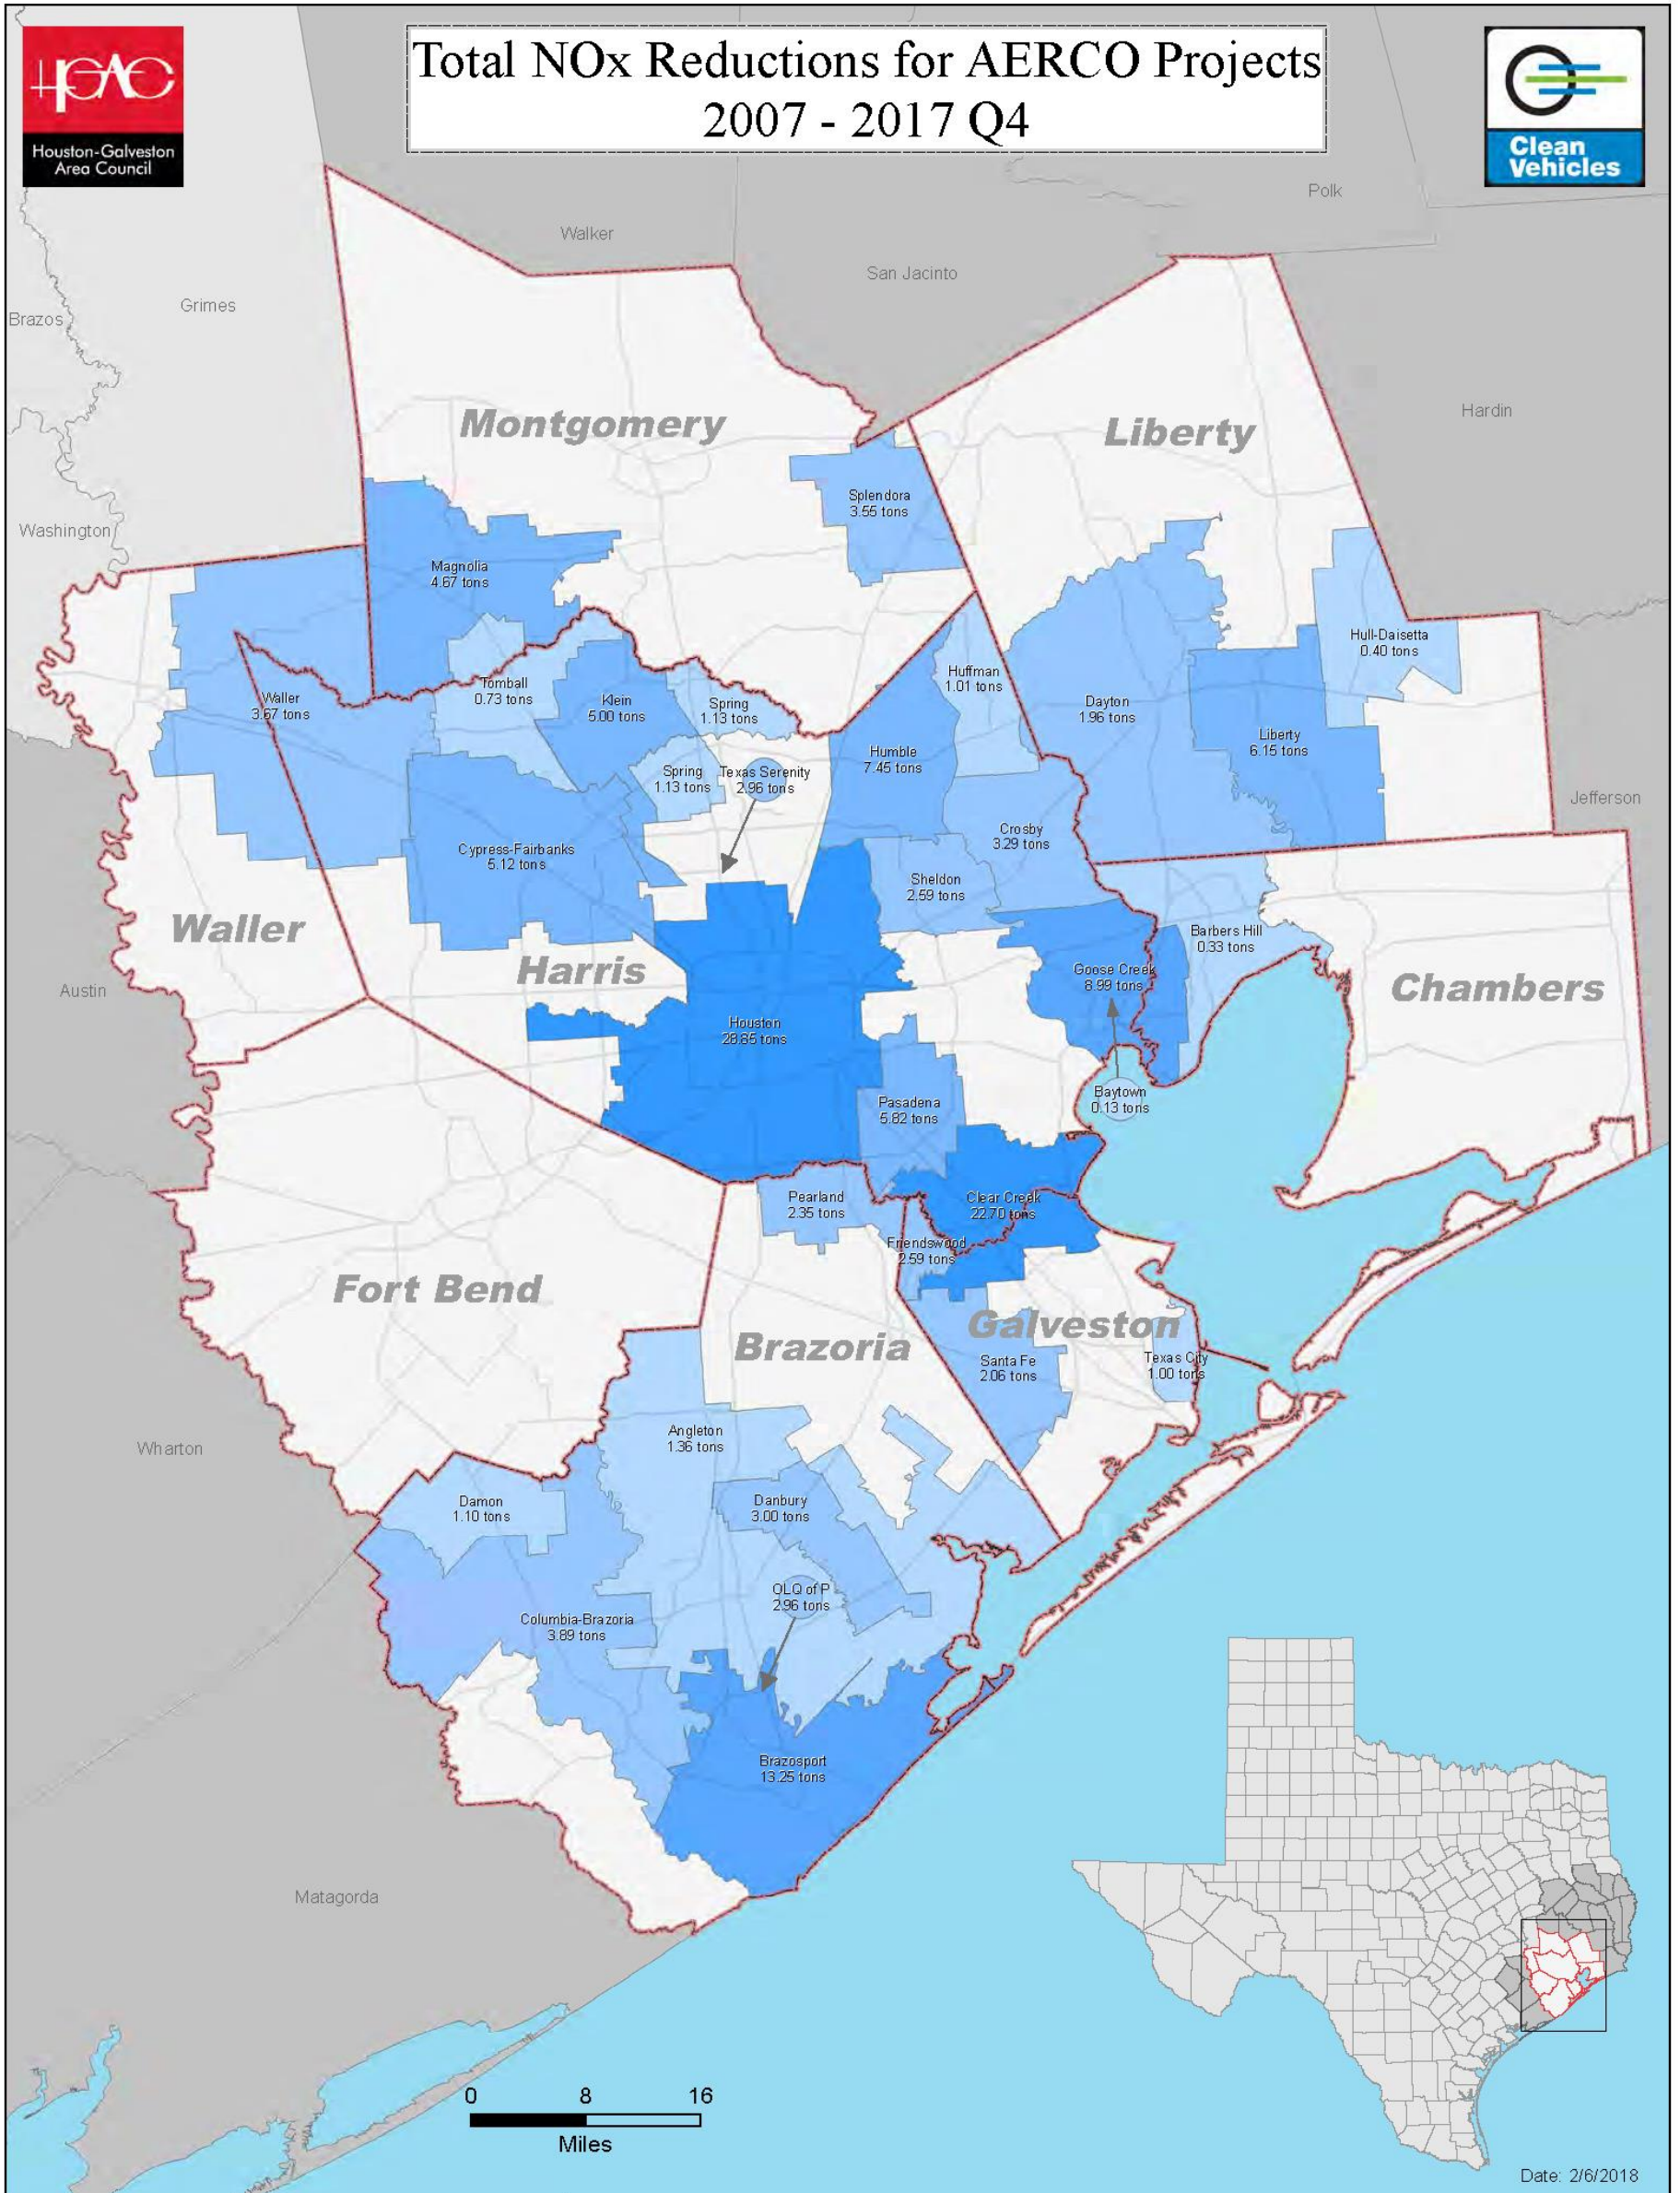 HGAC
Houston-Galveston
Area Council
Total NOx Reductions for AERCO Projects
2007 - 2017 Q4
Clean
Vehicles
Polk
Walker
San Jacinto
Grimes
Brazos
Hardin
Montgomery
Liberty
Splendora
3.55 tons
Washington
Magnolia
4.67 tons
Hull-Daisetta
0.40 tons
Huffman
1.01 tons
Tomball
0.73 tons
Waller
3.67 tons
Klein
5.00 tons
Spring
1.13 tons
Dayton
1.96 tons
Liberty
6.15 tons
Humble
7.45 tons
Spring
1.13 tons
Texas Serenity
2.96 tons
Jefferson
Crosby
3.29 tons
Cypress-Fairbanks
5.12 tons
Sheldon
2.59 tons
Waller
Barbers Hill
0.33 tons
Harris
Goose Creek
8.99 tons
Chambers
Austin
Houston
28.85 tons
Baytown
0.13 tons
Pasadena
5.82 tons
Pearland
2.35 tons
Clear Creek
22.70 tons
Friendswood
2.59 tons
Fort Bend
Galveston
Brazoria
Santa Fe
2.06 tons
Texas City
1.00 tons
Angleton
1.36 tons
Wharton
Damon
1.10 tons
Danbury
3.00 tons
OLQ of P
2.96 tons
Columbia-Brazoria
3.89 tons
Brazosport
13.25 tons
Matagorda
0 8 16
Miles
Date: 2/6/2018